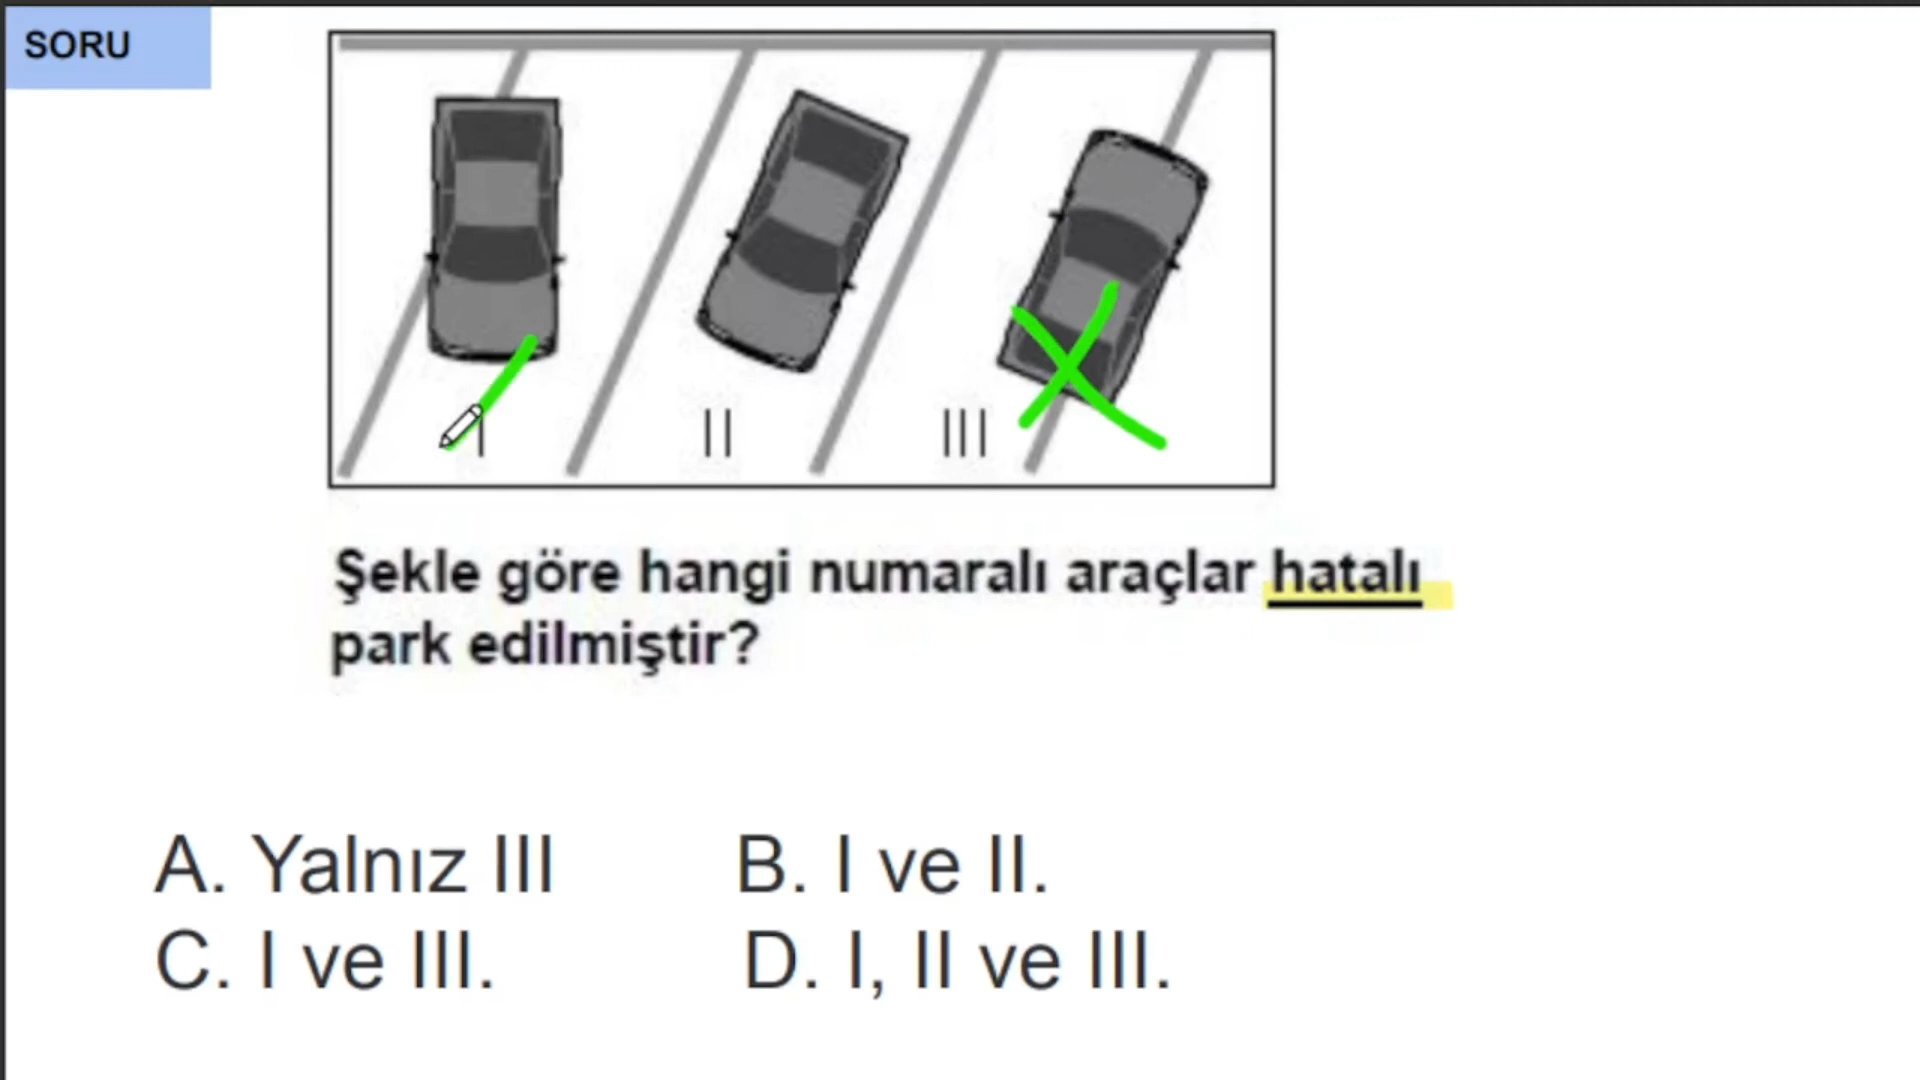 SORU
I
II
III
Şekle göre hangi numaralı araçlar hatalı
park edilmiştir?
A. Yalnız III
B. I ve II.
C. I ve III.
D. I, II ve III.